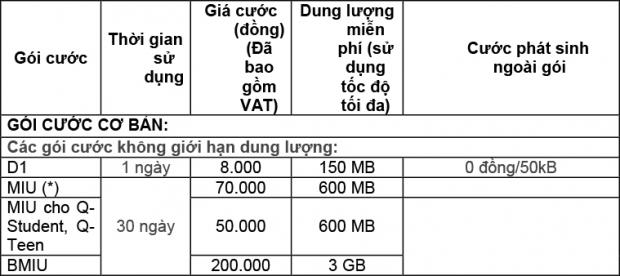 Gói cước
Thời gian
sử
dụng
Giá cước
(đồng)
(Đã
bao
gồm
VAT)
Dung lượng
miễn
phí (sử
dụng
tốc độ
tối đa)
Cước phát sinh
ngoài gói
GÓI CƯỚC CƠ BẢN:
Các gói cước không giới hạn dung lượng:
D1 1 ngày 8.000 150 MB 0 đồng/50kB
MIU (*) 70.000 600 MB
MIU cho Q-
Student, Q-
Teen
30 ngày 50.000 600 MB
BMIU 200.000 3 GB